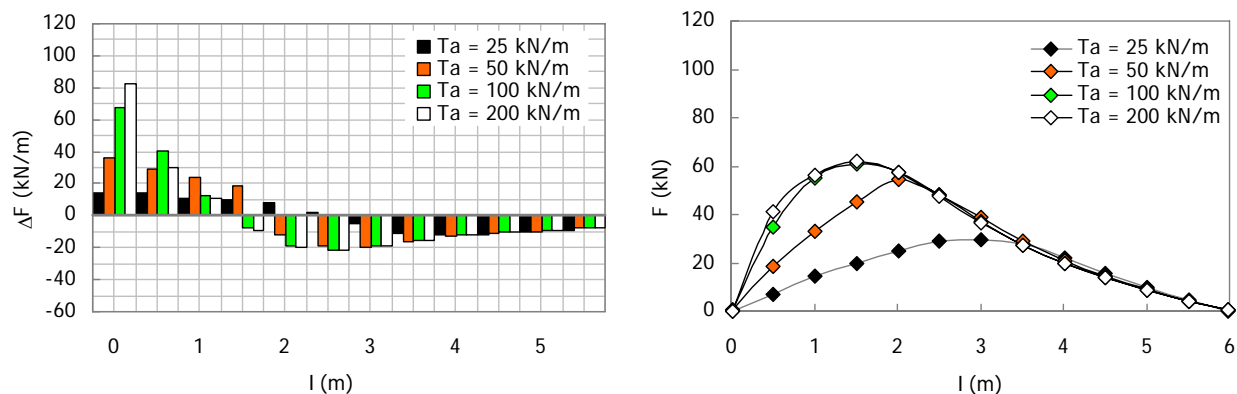 120
100
80
60
40
20
0
-20
-40
-60
ΔF (kN/m)
Ta = 25 kN/m
Ta = 50 kN/m
Ta = 100 kN/m
Ta = 200 kN/m
0 1 2 3 4 5
l (m)
120
100
80
60
40
20
0
F (kN)
Ta = 25 kN/m
Ta = 50 kN/m
Ta = 100 kN/m
Ta = 200 kN/m
0 1 2 3 4 5 6
l (m)